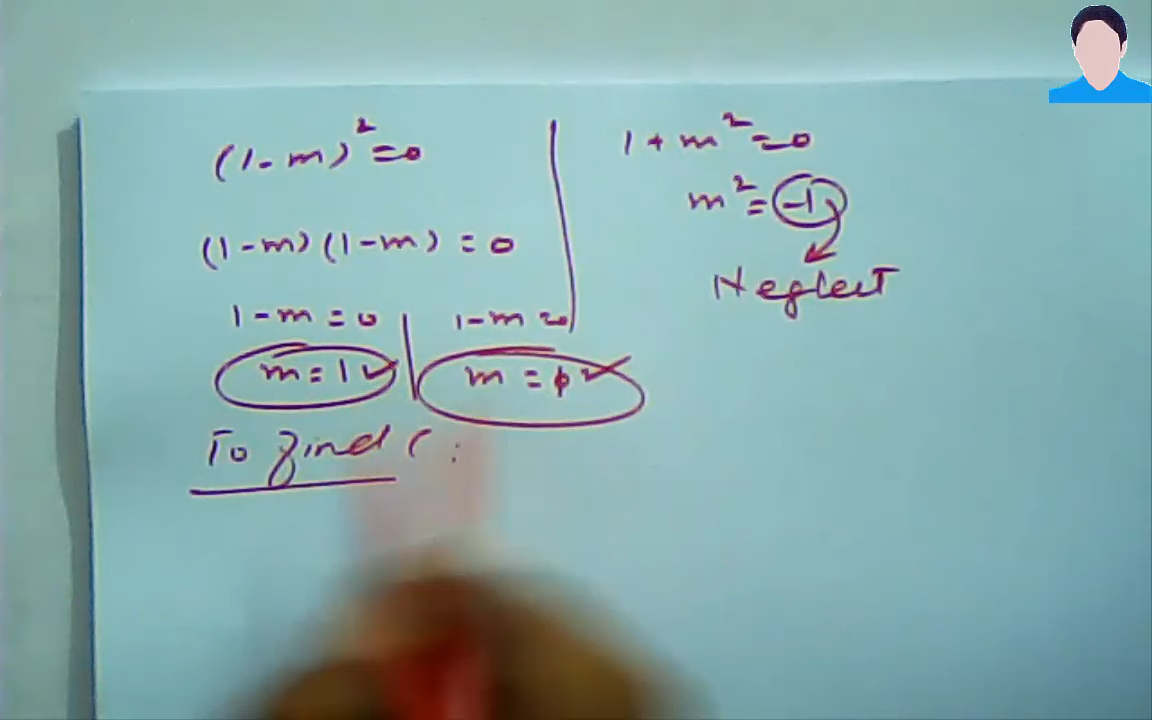 (1-m)²=0
(1-m)(1-m)=0
1-m=0
m=1✓
1-m=0
m=1✓
To find C:
1+m²=0
m²=-1
Neglect